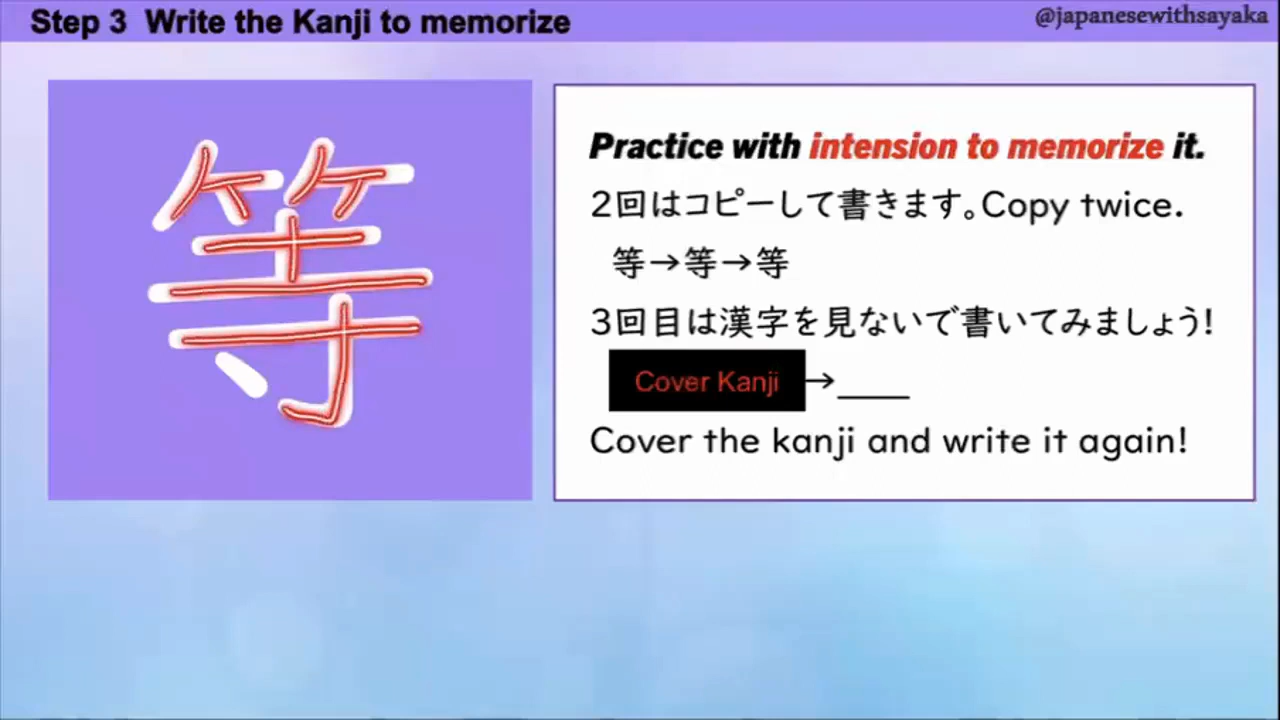 Step 3 Write the Kanji to memorize
@japanesewithsayaka
等
Practice with intension to memorize it.
2回はコピーして書きます。Copy twice.
等→等→等
3回目は漢字を見ないで書いてみましょう!
Cover Kanji→____
Cover the kanji and write it again!